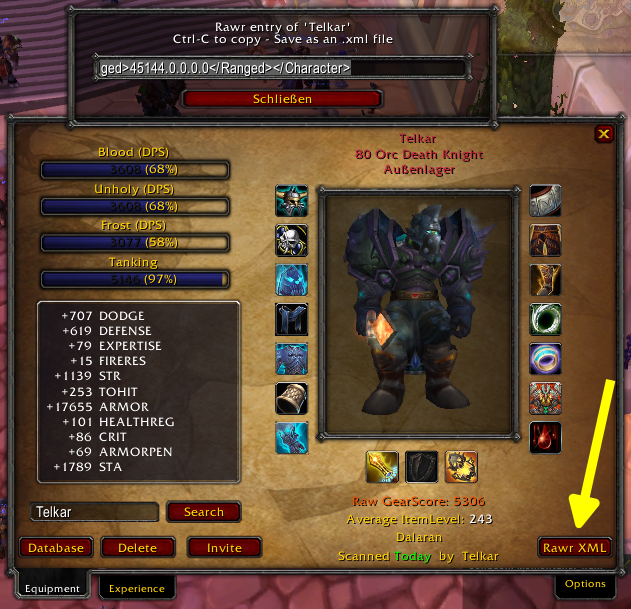 Rawr entry of 'Telkar'
Ctrl-C to copy - Save as an .xml file
ged>45144.0.0.0.0</Ranged></Character>
Schließen
Telkar
80 Orc Death Knight
Außenlager
Blood (DPS)
3608 (68%)
Unholy (DPS)
3608 (68%)
Frost (DPS)
3077 (58%)
Tanking
5146 (97%)
+707 DODGE
+619 DEFENSE
+79 EXPERTISE
+15 FIRERES
+1139 STR
+253 TOHIT
+17655 ARMOR
+101 HEALTHREG
+86 CRIT
+69 ARMORPEN
+1789 STA
Telkar
Search
Raw GearScore: 5306
Average ItemLevel: 243
Dalaran
Scanned Today by Telkar
Database
Delete
Invite
Rawr XML
Equipment
Experience
Options